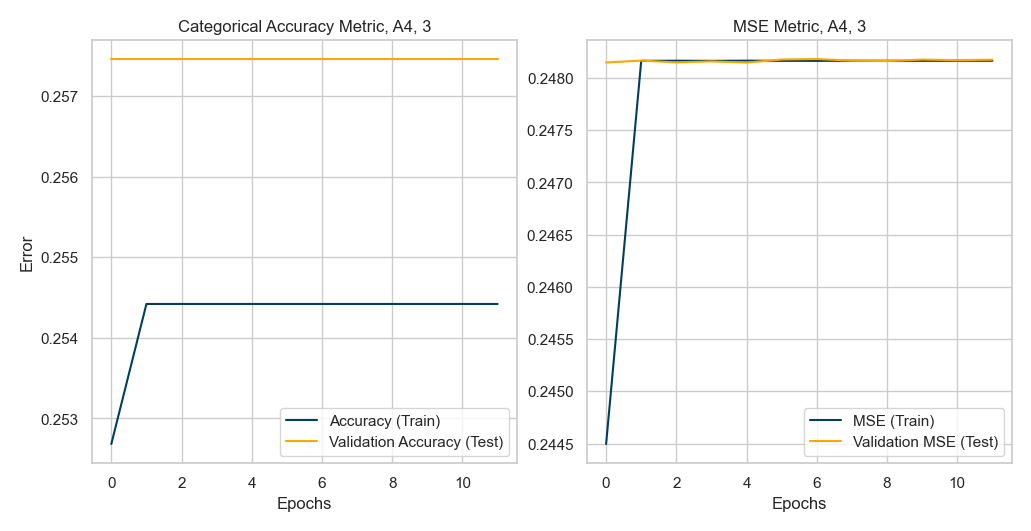 Categorical Accuracy Metric, A4, 3
Error
0.257
0.256
0.255
0.254
0.253
0 2 4 6 8 10
Epochs
Accuracy (Train)
Validation Accuracy (Test)
MSE Metric, A4, 3
0.2480
0.2475
0.2470
0.2465
0.2460
0.2455
0.2450
0.2445
0 2 4 6 8 10
Epochs
MSE (Train)
Validation MSE (Test)